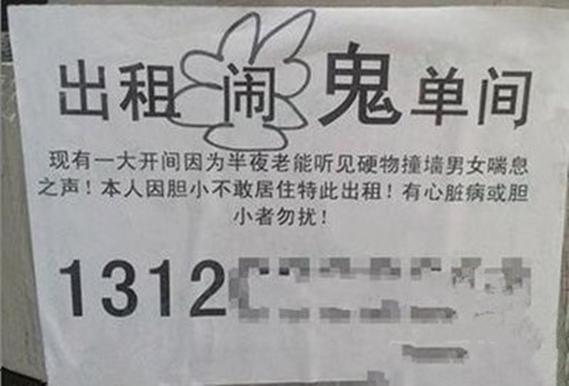 出租闹鬼单间
现有一大开间因为半夜老能听见硬物撞墙男女喘息
之声！本人因胆小不敢居住特此出租！有心脏病或胆
小者勿扰！
1312